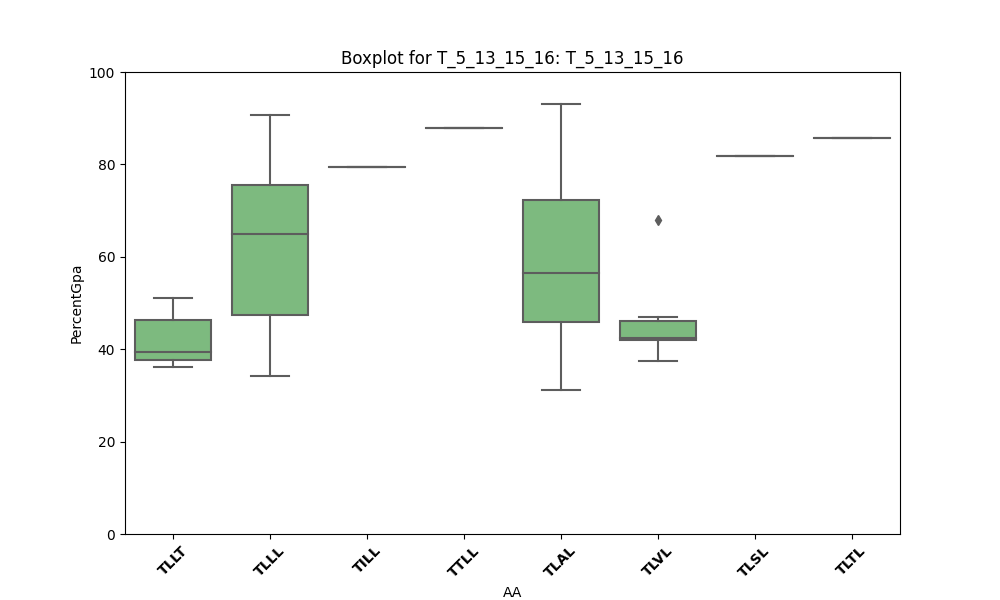 Boxplot for T_5_13_15_16: T_5_13_15_16
100
80
60
40
20
0
PercentGpa
TLLT TLLL TILL TTLL TLAL TLVL TLSL TLTL
AA